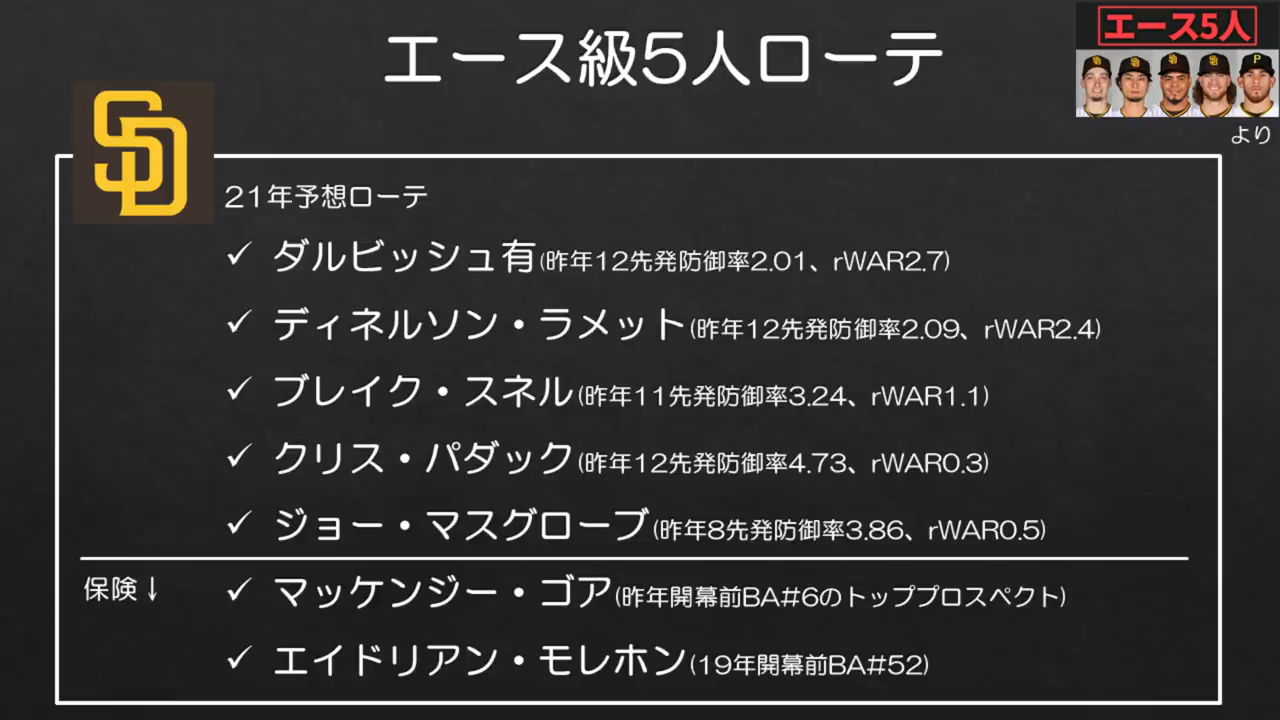 エース級5人ローテ
エース5人
より
SD
21年予想ローテ
✓ ダルビッシュ有(昨年12先発防御率2.01、rWAR2.7)
✓ ディネルソン・ラメット(昨年12先発防御率2.09、rWAR2.4)
✓ ブレイク・スネル(昨年11先発防御率3.24、rWAR1.1)
✓ クリス・パダック(昨年12先発防御率4.73、rWAR0.3)
✓ ジョー・マスグローブ(昨年8先発防御率3.86、rWAR0.5)
保険↓
✓ マッケンジー・ゴア(昨年開幕前BA#6のトッププロスペクト)
✓ エイドリアン・モレホン(19年開幕前BA#52)